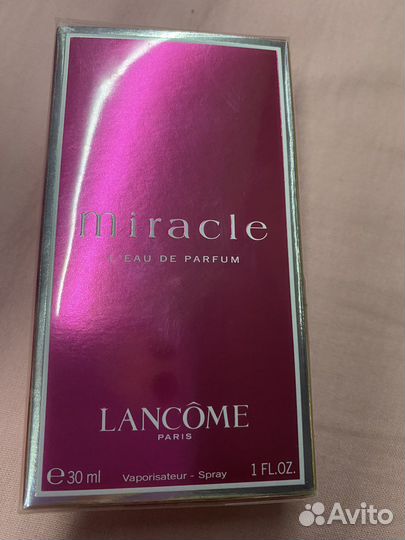 miracle
L'EAU DE PARFUM
LANCÔME
PARIS
℮30 ml Vaporisateur - Spray 1 FL.OZ.
Avito